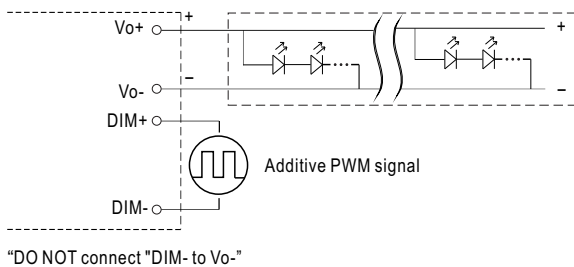 Vo+ +
+
–
Vo-
–
DIM+
Additive PWM signal
DIM-
“DO NOT connect "DIM- to Vo-”